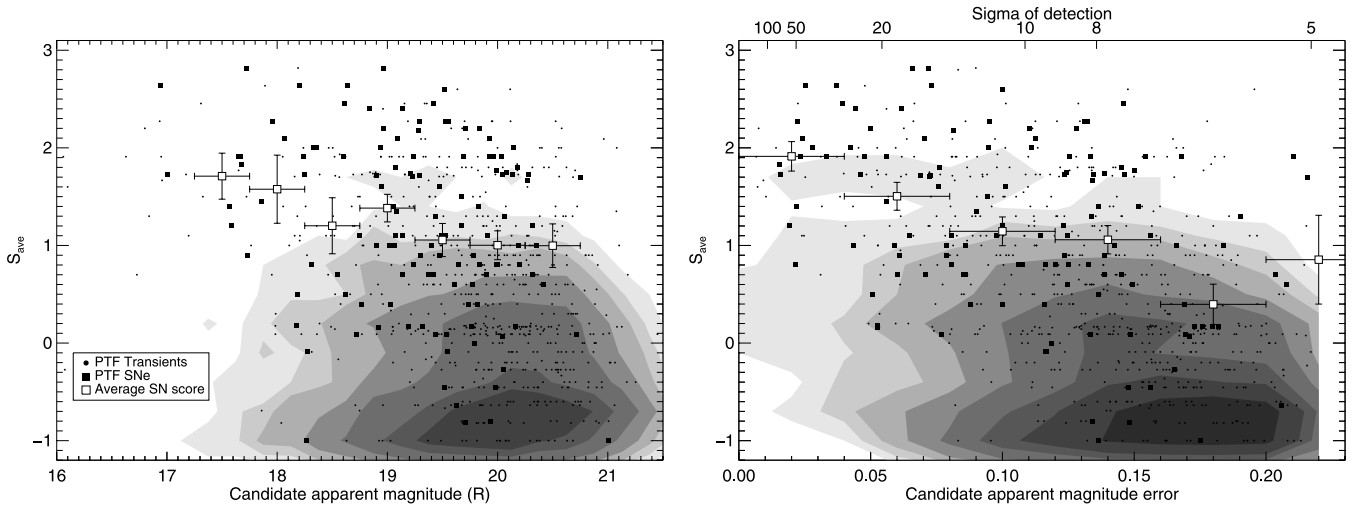 Sigma of detection
100 50 20 10 8 5
3
2
1
0
−1
S_ave
PTF Transients
PTF SNe
Average SN score
16 17 18 19 20 21
Candidate apparent magnitude (R)
3
2
1
0
−1
S_ave
0.00 0.05 0.10 0.15 0.20
Candidate apparent magnitude error